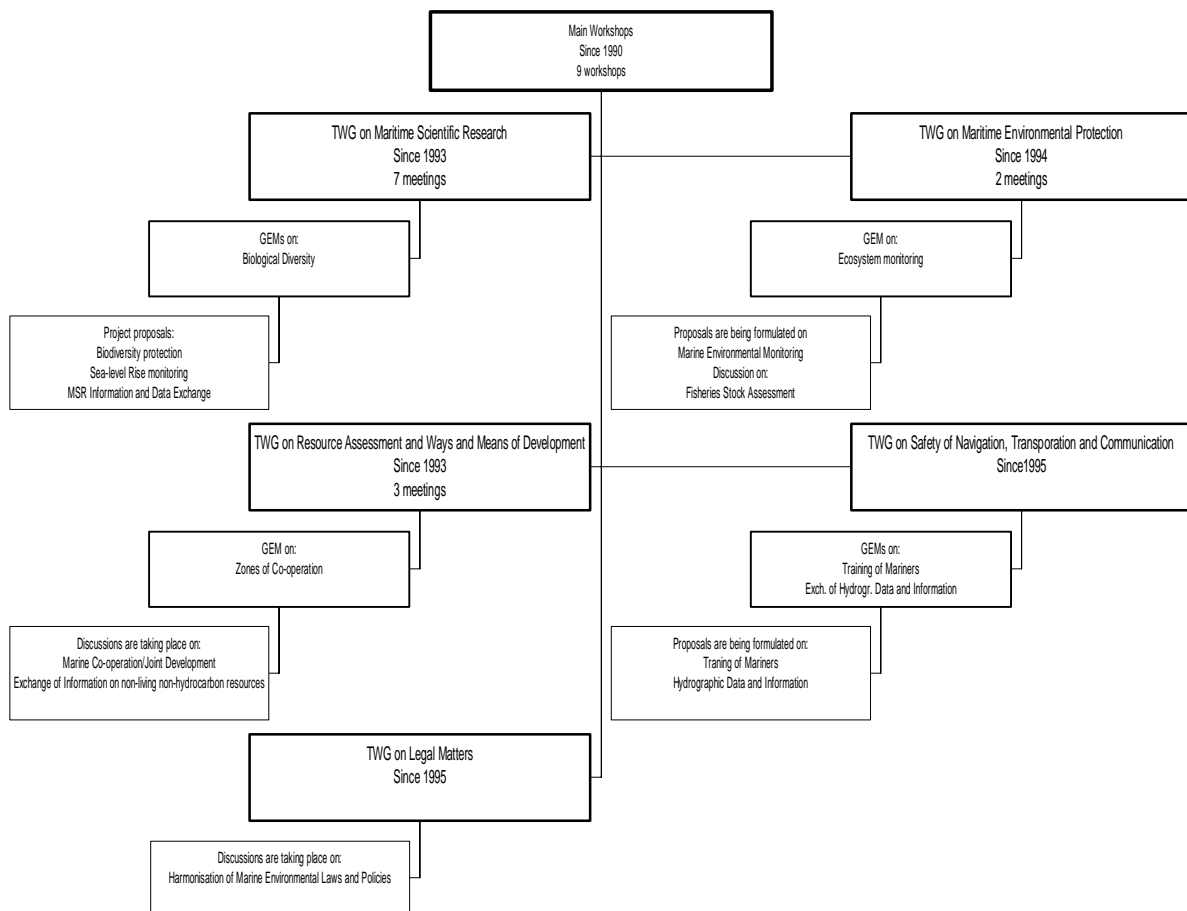 Main Workshops
Since 1990
9 workshops
TWG on Maritime Scientific Research
Since 1993
7 meetings
TWG on Maritime Environmental Protection
Since 1994
2 meetings
GEMs on:
Biological Diversity
GEM on:
Ecosystem monitoring
Project proposals:
Biodiversity protection
Sea-level Rise monitoring
MSR Information and Data Exchange
Proposals are being formulated on
Marine Environmental Monitoring
Discussion on:
Fisheries Stock Assessment
TWG on Resource Assessment and Ways and Means of Development
Since 1993
3 meetings
TWG on Safety of Navigation, Transporation and Communication
Since1995
GEM on:
Zones of Co-operation
GEMs on:
Training of Mariners
Exch. of Hydrogr. Data and Information
Discussions are taking place on:
Marine Co-operation/Joint Development
Exchange of Information on non-living non-hydrocarbon resources
Proposals are being formulated on:
Traning of Mariners
Hydrographic Data and Information
TWG on Legal Matters
Since 1995
Discussions are taking place on:
Harmonisation of Marine Environmental Laws and Policies